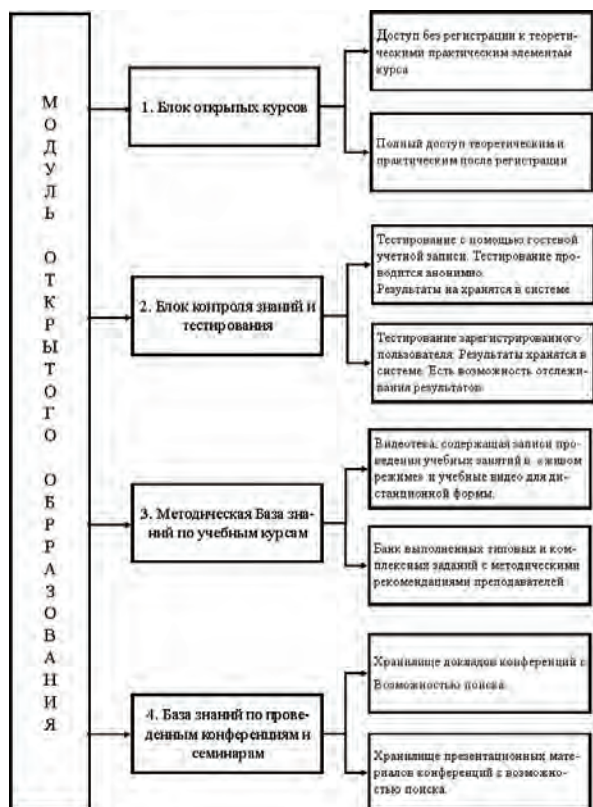 МОДУЛЬ ОТКРЫТОГО ОБРРАЗОВАНИЯ
1. Блок открытых курсов
Доступ без регистрации к теорети-
ческими практическим элементам
курса
Полный доступ теоретическим и
практическим после регистрации
2. Блок контроля знаний и
тестирования
Тестирование с помощью гостевой
учетной записи. Тестирование про-
водится анонимно.
Результаты на хранятся в системе
Тестирование зарегистрированного
пользователя. Результаты хранятся в
системе. Есть возможность отслежи-
вания результатов
3. Методическая База зна-
ний по учебным курсам
Видеотека, содержащая записи про-
ведения учебных занятий в «живом
режиме» и учебные видео для ди-
станционной формы.
Банк выполненных типовых и ком-
плексных заданий с методическими
рекомендациями преподавателей
4. База знаний по прове-
денным конференциям и
семинарам
Хранилище докладов конференций с
Возможностью поиска.
Хранилище презентационных мате-
риалов конференций с возможно-
стью поиска.